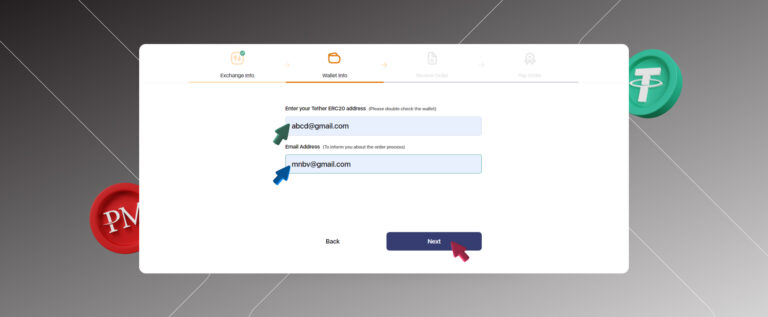 Exchange Info.
Wallet Info
Review Order
Pay Order
Enter your Tether ERC20 address (Please double check the wallet)
abcd@gmail.com
Email Address (To inform you about the order process)
mnbv@gmail.com
PM
Back
Next